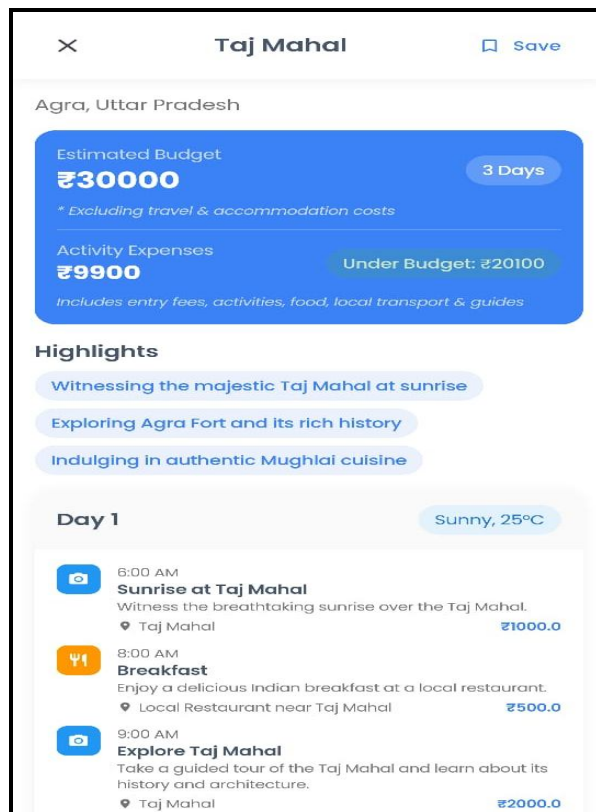 Taj Mahal
Save
Agra, Uttar Pradesh
Estimated Budget
₹30000
3 Days
* Excluding travel & accommodation costs
Activity Expenses
₹9900
Under Budget: ₹20100
Includes entry fees, activities, food, local transport & guides
Highlights
Witnessing the majestic Taj Mahal at sunrise
Exploring Agra Fort and its rich history
Indulging in authentic Mughlai cuisine
Day 1
Sunny, 25°C
6:00 AM
Sunrise at Taj Mahal
Witness the breathtaking sunrise over the Taj Mahal.
Taj Mahal
₹1000.0
8:00 AM
Breakfast
Enjoy a delicious Indian breakfast at a local restaurant.
Local Restaurant near Taj Mahal
₹500.0
9:00 AM
Explore Taj Mahal
Take a guided tour of the Taj Mahal and learn about its
history and architecture.
Taj Mahal
₹2000.0